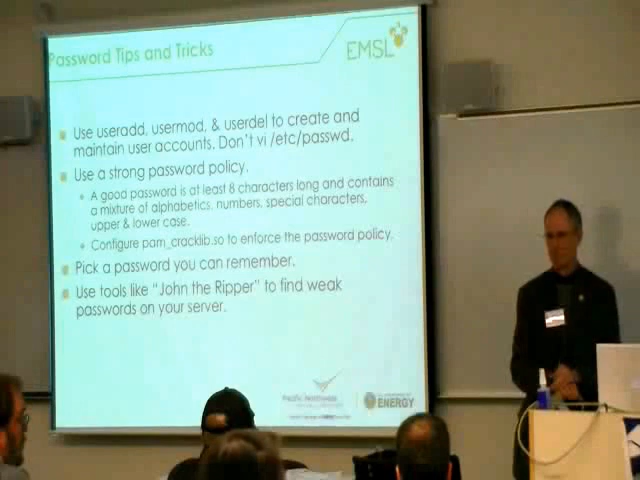 Password Tips and Tricks
EMSL
Use useradd, usermod, & userdel to create and
maintain user accounts. Don't vi /etc/passwd.
Use a strong password policy.
A good password is at least 8 characters long and contains
a mixture of alphabetics, numbers, special characters,
upper & lower case.
Configure pam_cracklib.so to enforce the password policy.
Pick a password you can remember.
Use tools like "John the Ripper" to find weak
passwords on your server.
Pacific Northwest
ENERGY